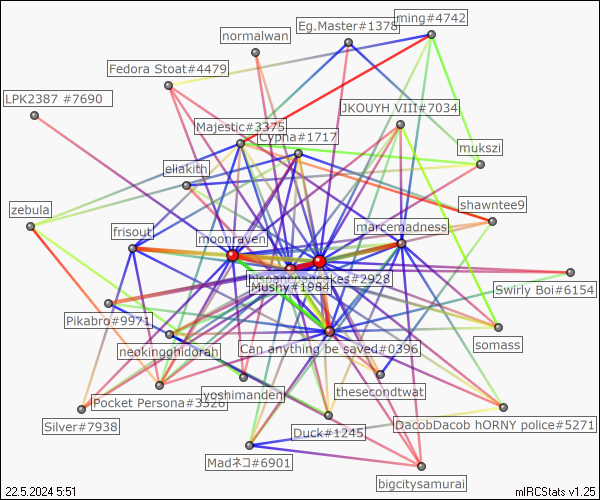 ming#4742
Eg.Master#1378
normalwan
Fedora Stoat#4479
LPK2387 #7690
JKOUYH VIII#7034
Majestic#3375
Cypha#1717
mukszi
eliakith
shawntee9
zebula
marcemadness
frisout
moonraven
#2928
Mushy#1984
Swirly Boi#6154
Pikabro#9971
somass
Can anything be saved#0396
neokingghidorah
thesecondtwat
yoshimanden
Pocket Persona#3326
DacobDacob hORNY police#5271
Silver#7938
Duck#1245
Madネコ#6901
bigcitysamurai
22.5.2024 5:51
mIRCStats v1.25